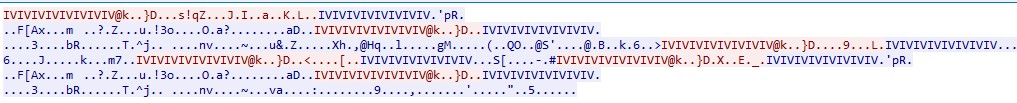 IVIVIVIVIVIVIVIV@k..}D...s!qZ...J.I..a..K.L..IVIVIVIVIVIVIVIV.'pR.
..F[Ax...m ..?.Z...u.!3o....O.a?........aD..IVIVIVIVIVIVIVIV@k..}D..IVIVIVIVIVIVIVIV.
....3....bR......T.^j.. ....nv....~...u&.Z.....Xh.,@Hq..l.....gM.....(..QO..@S'....@.B..k.6..>IVIVIVIVIVIVIVIV@k..}D....9...L.IVIVIVIVIVIVIVIV...
6....J.....k...m7..IVIVIVIVIVIVIVIV@k..}D..<....[..IVIVIVIVIVIVIVIV...S[....-.#IVIVIVIVIVIVIVIV@k..}D.X..E._.IVIVIVIVIVIVIVIV.'pR.
..F[Ax...m ..?.Z...u.!3o....O.a?........aD..IVIVIVIVIVIVIVIV@k..}D..IVIVIVIVIVIVIVIV.
....3....bR......T.^j.. ....nv....~...va....:........9....,.......'....."..5......